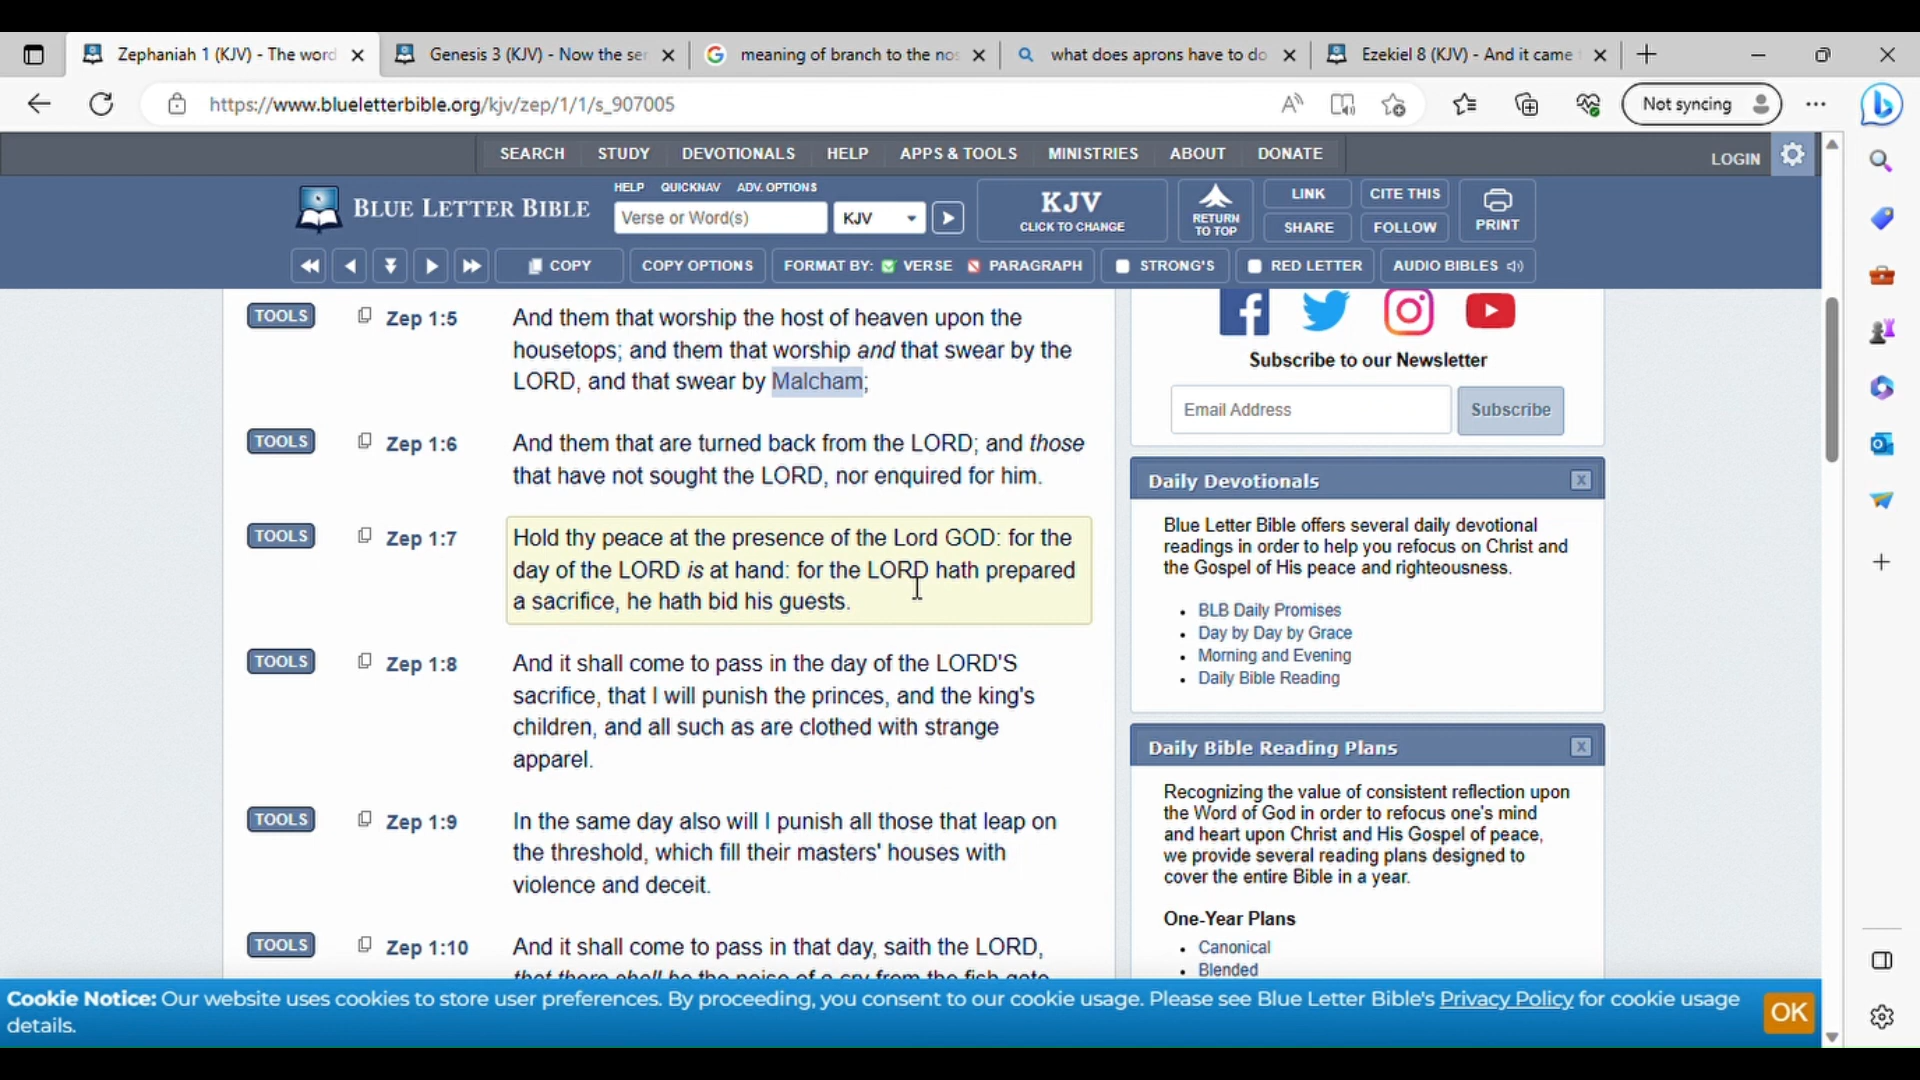 Zephaniah 1 (KJV) - The word
Genesis 3 (KJV) - Now the ser
meaning of branch to the nos
what does aprons have to do
Ezekiel 8 (KJV) - And it came
https://www.blueletterbible.org/kjv/zep/1/1/s_907005
Not syncing
SEARCH STUDY DEVOTIONALS HELP APPS & TOOLS MINISTRIES ABOUT DONATE
LOGIN
BLUE LETTER BIBLE
HELP QUICKNAV ADV. OPTIONS
Verse or Word(s)
KJV
KJV
CLICK TO CHANGE
RETURN
TO TOP
LINK
CITE THIS
SHARE
FOLLOW
PRINT
COPY
COPY OPTIONS
FORMAT BY: VERSE PARAGRAPH
STRONG'S
RED LETTER
AUDIO BIBLES
TOOLS Zep 1:5 And them that worship the host of heaven upon the
housetops; and them that worship and that swear by the
LORD, and that swear by Malcham;
TOOLS Zep 1:6 And them that are turned back from the LORD; and those
that have not sought the LORD, nor enquired for him.
TOOLS Zep 1:7 Hold thy peace at the presence of the Lord GOD: for the
day of the LORD is at hand: for the LORD hath prepared
a sacrifice, he hath bid his guests.
TOOLS Zep 1:8 And it shall come to pass in the day of the LORD'S
sacrifice, that I will punish the princes, and the king's
children, and all such as are clothed with strange
apparel.
TOOLS Zep 1:9 In the same day also will I punish all those that leap on
the threshold, which fill their masters' houses with
violence and deceit.
TOOLS Zep 1:10 And it shall come to pass in that day, saith the LORD,
that there shall be the noise of a cry from the fish gate
Subscribe to our Newsletter
Email Address
Subscribe
Daily Devotionals
X
Blue Letter Bible offers several daily devotional
readings in order to help you refocus on Christ and
the Gospel of His peace and righteousness.
BLB Daily Promises
Day by Day by Grace
Morning and Evening
Daily Bible Reading
Daily Bible Reading Plans
X
Recognizing the value of consistent reflection upon
the Word of God in order to refocus one's mind
and heart upon Christ and His Gospel of peace,
we provide several reading plans designed to
cover the entire Bible in a year.
One-Year Plans
Canonical
Blended
Cookie Notice: Our website uses cookies to store user preferences. By proceeding, you consent to our cookie usage. Please see Blue Letter Bible's Privacy Policy for cookie usage
details.
OK